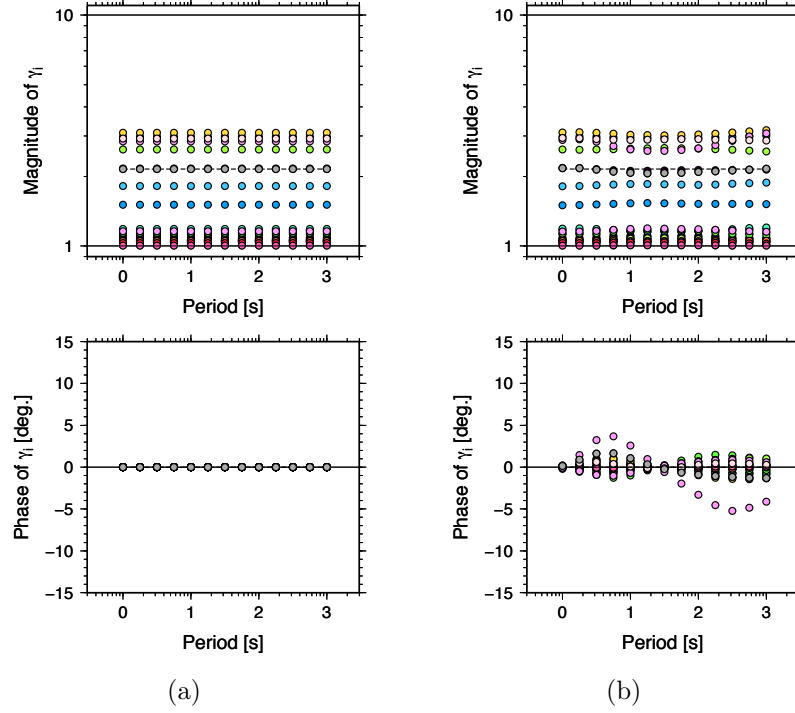 10
1
Magnitude of γi
0 1 2 3
Period [s]
10
1
Magnitude of γi
0 1 2 3
Period [s]
15
10
5
0
−5
−10
−15
Phase of γi [deg.]
0 1 2 3
Period [s]
(a)
15
10
5
0
−5
−10
−15
Phase of γi [deg.]
0 1 2 3
Period [s]
(b)